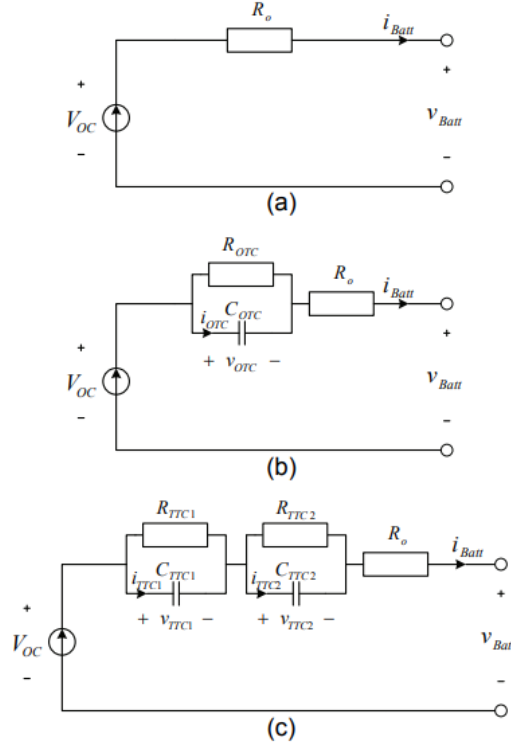 R_o
i_Batt
+
+
V_OC
v_Batt
−
−
(a)
R_OTC
R_o
i_Batt
C_OTC
i_OTC
+ v_OTC −
+
+
V_OC
v_Batt
−
−
(b)
R_TTC1 R_TTC2
R_o
i_Batt
C_TTC1 C_TTC2
i_TTC1 i_TTC2
+ v_TTC1 − + v_TTC2 −
+
+
V_OC
v_Bat
−
−
(c)